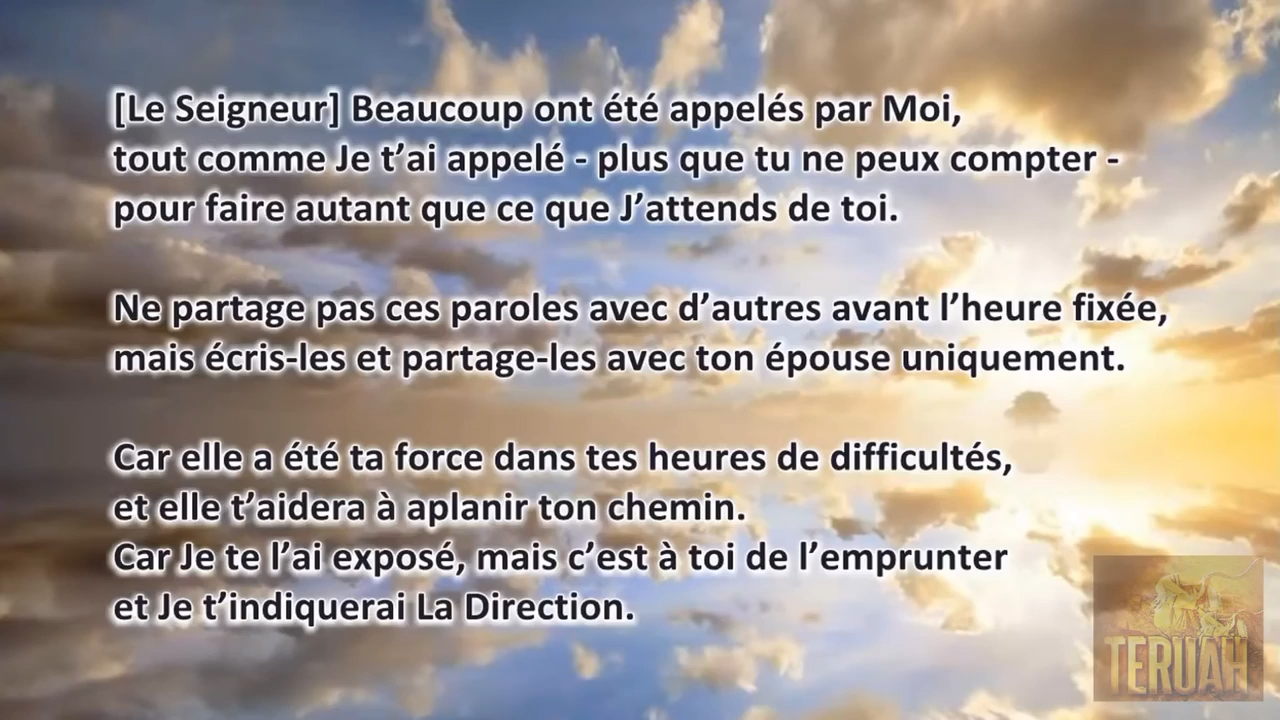 [Le Seigneur] Beaucoup ont été appelés par Moi,
tout comme Je t’ai appelé - plus que tu ne peux compter -
pour faire autant que ce que J’attends de toi.
Ne partage pas ces paroles avec d’autres avant l’heure fixée,
mais écris-les et partage-les avec ton épouse uniquement.
Car elle a été ta force dans tes heures de difficultés,
et elle t’aidera à aplanir ton chemin.
Car Je te l’ai exposé, mais c’est à toi de l’emprunter
et Je t’indiquerai La Direction.
TERUAH